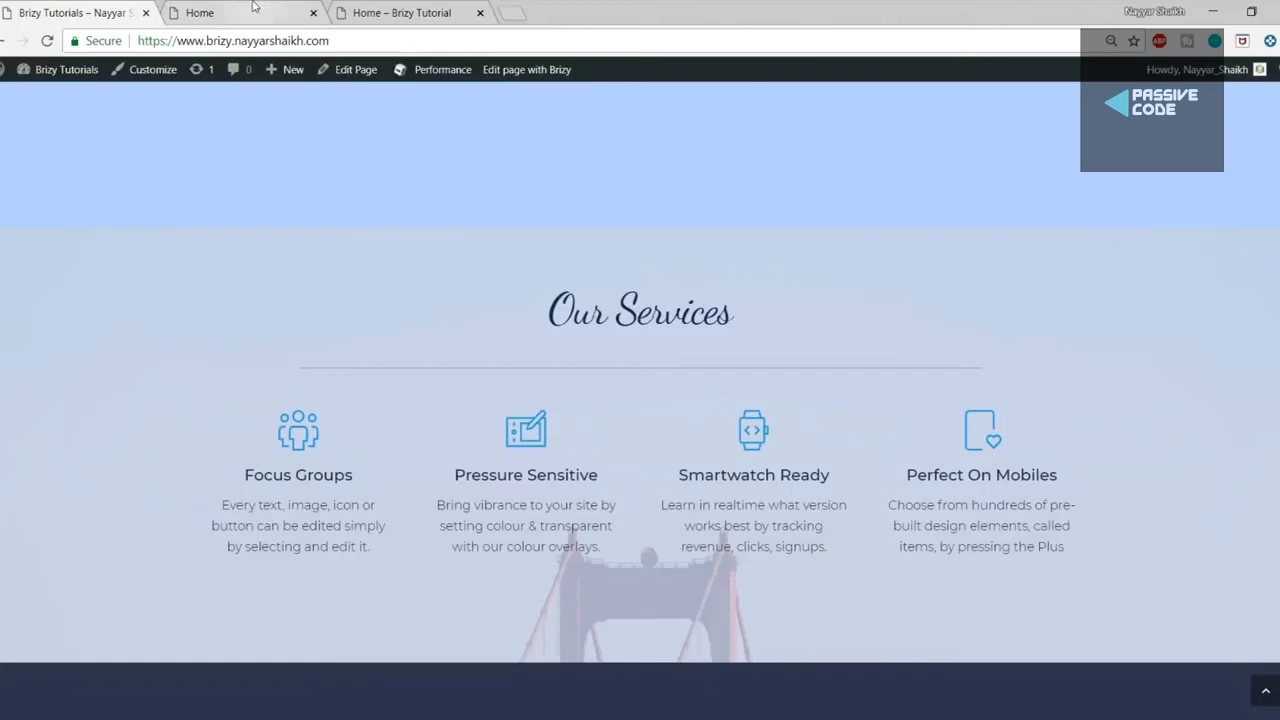 Brizy Tutorials – Nayyar S
Home
Home – Brizy Tutorial
Nayyar Shaikh
Secure
https://www.brizy.nayyarshaikh.com
ABP
Brizy Tutorials
Customize
1
0
New
Edit Page
Performance
Edit page with Brizy
Howdy, Nayyar_Shaikh
PASSIVE
CODE
Our Services
Focus Groups
Pressure Sensitive
Smartwatch Ready
Perfect On Mobiles
Every text, image, icon or
button can be edited simply
by selecting and edit it.
Bring vibrance to your site by
setting colour & transparent
with our colour overlays.
Learn in realtime what version
works best by tracking
revenue, clicks, signups.
Choose from hundreds of pre-
built design elements, called
items, by pressing the Plus